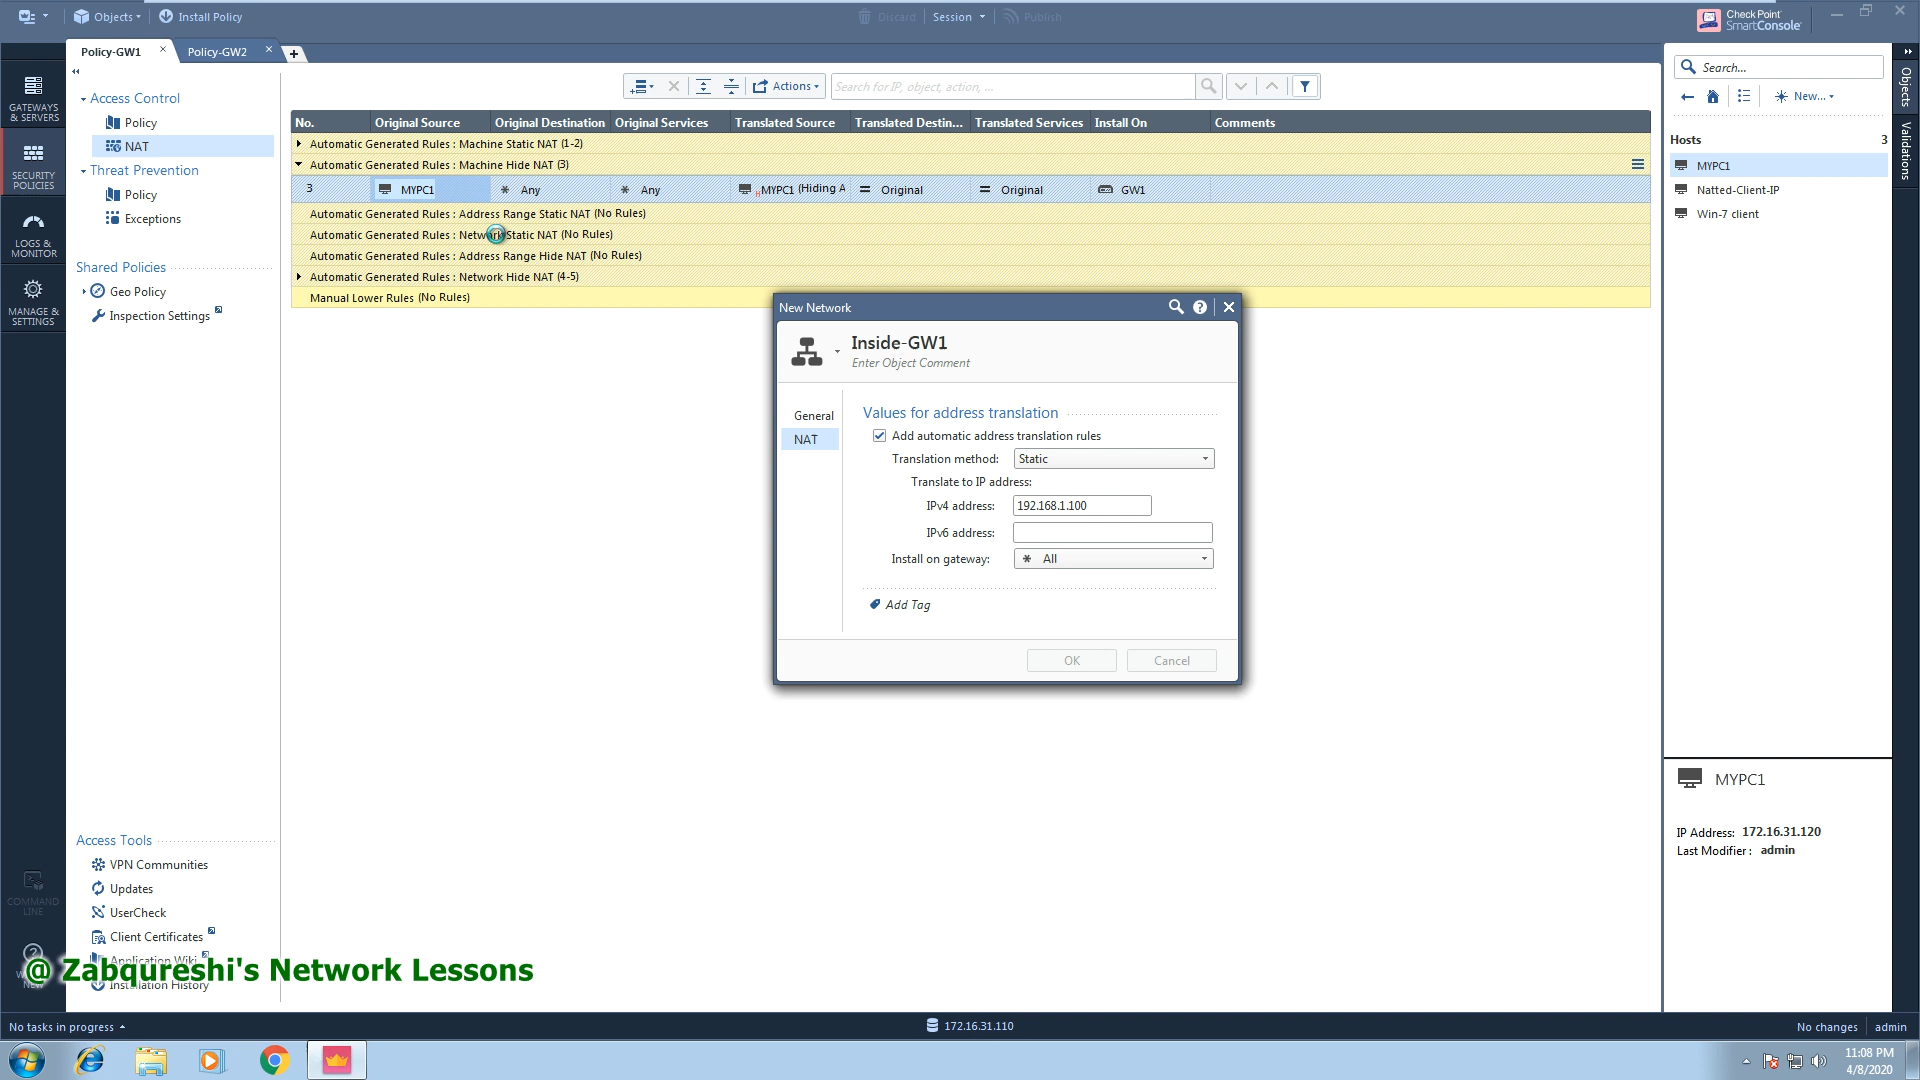 Objects
Install Policy
Discard
Session
Publish
Check Point
SmartConsole
Policy-GW1
Policy-GW2
GATEWAYS
& SERVERS
SECURITY
POLICIES
LOGS &
MONITOR
MANAGE &
SETTINGS
COMMAND
LINE
Access Control
Policy
NAT
Threat Prevention
Policy
Exceptions
Shared Policies
Geo Policy
Inspection Settings
Access Tools
VPN Communities
Updates
UserCheck
Client Certificates
Application Wiki
Installation History
@ Zabqureshi's Network Lessons
Actions
Search for IP, object, action, ...
No. Original Source Original Destination Original Services Translated Source Translated Destin... Translated Services Install On Comments
Automatic Generated Rules : Machine Static NAT (1-2)
Automatic Generated Rules : Machine Hide NAT (3)
3 MYPC1 Any Any MYPC1 (Hiding A Original Original GW1
Automatic Generated Rules : Address Range Static NAT (No Rules)
Automatic Generated Rules : Network Static NAT (No Rules)
Automatic Generated Rules : Address Range Hide NAT (No Rules)
Automatic Generated Rules : Network Hide NAT (4-5)
Manual Lower Rules (No Rules)
New Network
Inside-GW1
Enter Object Comment
General
NAT
Values for address translation
Add automatic address translation rules
Translation method: Static
Translate to IP address:
IPv4 address: 192.168.1.100
IPv6 address:
Install on gateway: * All
Add Tag
OK
Cancel
Search...
New...
Hosts 3
MYPC1
Natted-Client-IP
Win-7 client
Objects
Validations
MYPC1
IP Address: 172.16.31.120
Last Modifier : admin
No tasks in progress
172.16.31.110
No changes
admin
11:08 PM
4/8/2020